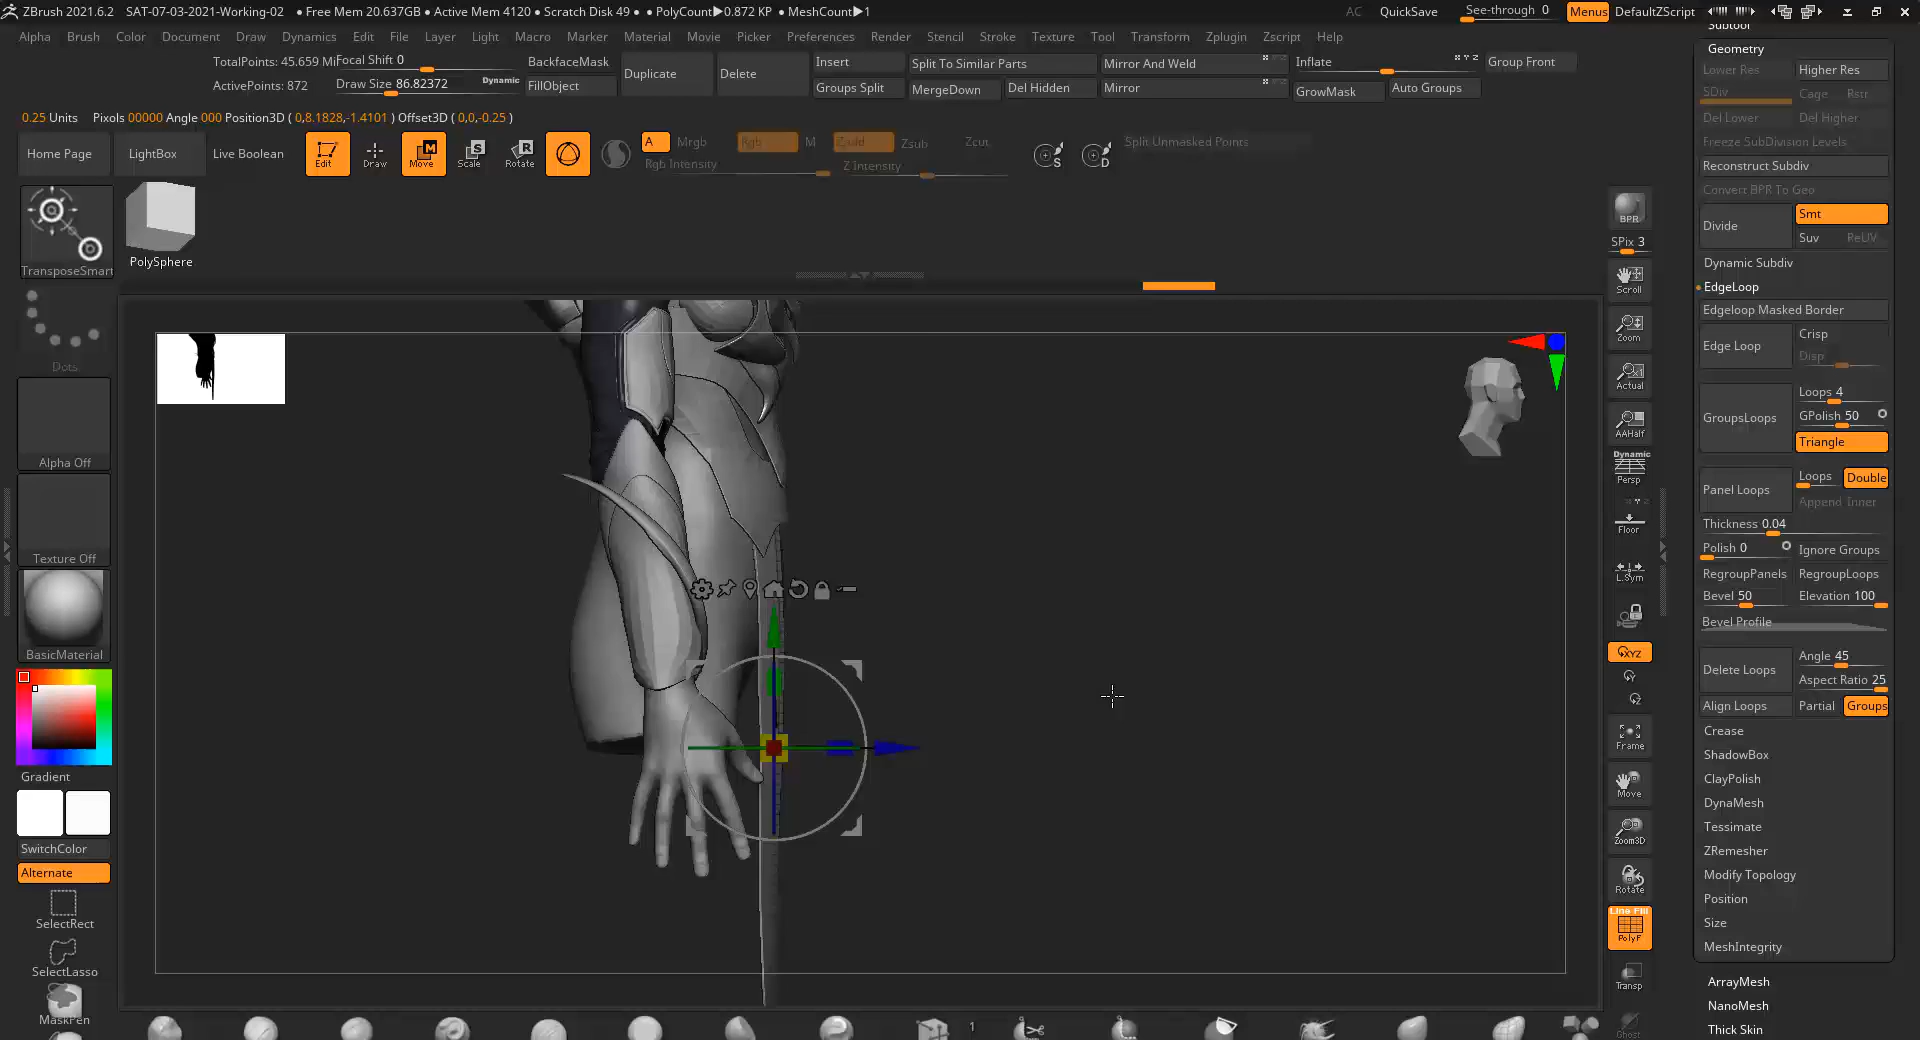 ZBrush 2021.6.2 SAT-07-03-2021-Working-02 • Free Mem 20.637GB • Active Mem 4120 • Scratch Disk 49 • PolyCount▶0.872 KP • MeshCount▶1 AC QuickSave See-through 0 Menus DefaultZScript
Alpha Brush Color Document Draw Dynamics Edit File Layer Light Macro Marker Material Movie Picker Preferences Render Stencil Stroke Texture Tool Transform Zplugin Zscript Help
TotalPoints: 45.659 Mi Focal Shift 0 BackfaceMask Duplicate Delete Insert Split To Similar Parts Mirror And Weld Inflate Group Front
ActivePoints: 872 Draw Size 86.82372 Dynamic FillObject Groups Split MergeDown Del Hidden Mirror GrowMask Auto Groups
0.25 Units Pixols 00000 Angle 000 Position3D ( 0,8.1828,-1.4101 ) Offset3D ( 0,0,-0.25 )
Home Page LightBox Live Boolean Edit Draw Move Scale Rotate A Mrgb Rgb M Zadd Zsub Zcut Split Unmasked Points
M S R S D
Rgb Intensity Z Intensity
TransposeSmart
PolySphere
Dots
Alpha Off
Texture Off
BasicMaterial
Gradient
SwitchColor
Alternate
SelectRect
SelectLasso
MaskPen
1
BPR
SPix 3
Scroll
Zoom
Actual
AAHalf
Dynamic
Persp
Floor
L.Sym
XYZ
Y
Z
Frame
Move
Zoom3D
Rotate
Line Fill
PolyF
Transp
Ghost
Subtool
Geometry
Lower Res Higher Res
SDiv Cage Rstr
Del Lower Del Higher
Freeze SubDivision Levels
Reconstruct Subdiv
Convert BPR To Geo
Divide Smt
Suv ReUV
Dynamic Subdiv
EdgeLoop
Edgeloop Masked Border
Edge Loop Crisp
Disp
GroupsLoops Loops 4
GPolish 50
Triangle
Panel Loops Loops Double
Append Inner
Thickness 0.04
Polish 0 Ignore Groups
RegroupPanels RegroupLoops
Bevel 50 Elevation 100
Bevel Profile
Delete Loops Angle 45
Aspect Ratio 25
Align Loops Partial Groups
Crease
ShadowBox
ClayPolish
DynaMesh
Tessimate
ZRemesher
Modify Topology
Position
Size
MeshIntegrity
ArrayMesh
NanoMesh
Thick Skin